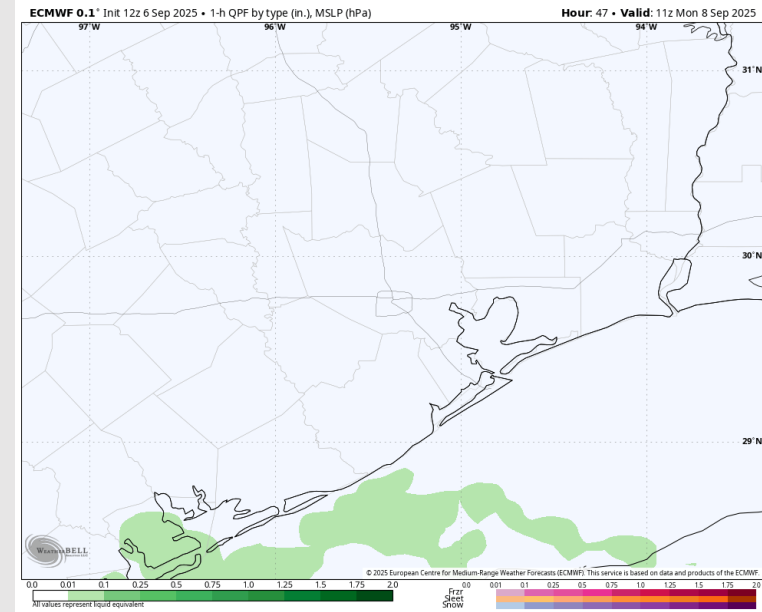 ECMWF 0.1° Init 12z 6 Sep 2025 • 1-h QPF by type (in.), MSLP (hPa)
Hour: 47 • Valid: 11z Mon 8 Sep 2025
97°W 96°W 95°W 94°W
31°N
30°N
29°N
WEATHERBELL
© 2025 European Centre for Medium-Range Weather Forecasts (ECMWF). This service is based on data and products of the ECMWF.
0.0 0.01 0.1 0.25 0.5 0.75 1.0 1.25 1.5 1.75 2.0
All values represent liquid equivalent
0.0 0.01 0.1 0.25 0.5 0.75 1.0 1.25 1.5 1.75 2.0
Frzr
Sleet
Snow